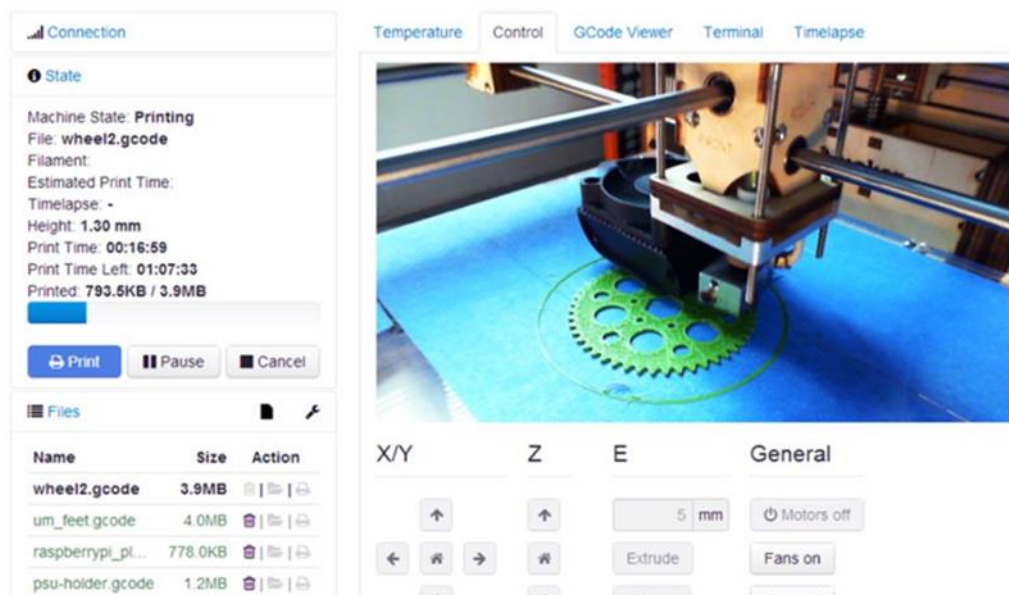 Connection
State
Machine State: Printing
File: wheel2.gcode
Filament:
Estimated Print Time:
Timelapse: -
Height: 1.30 mm
Print Time: 00:16:59
Print Time Left: 01:07:33
Printed: 793.5KB / 3.9MB
Print Pause Cancel
Files
Name Size Action
wheel2.gcode 3.9MB | |
um_feet.gcode 4.0MB | |
raspberrypi_pl... 778.0KB | |
psu-holder.gcode 1.2MB | |
Temperature Control GCode Viewer Terminal Timelapse
FRONT
X/Y Z E General
5 mm Motors off
Extrude Fans on